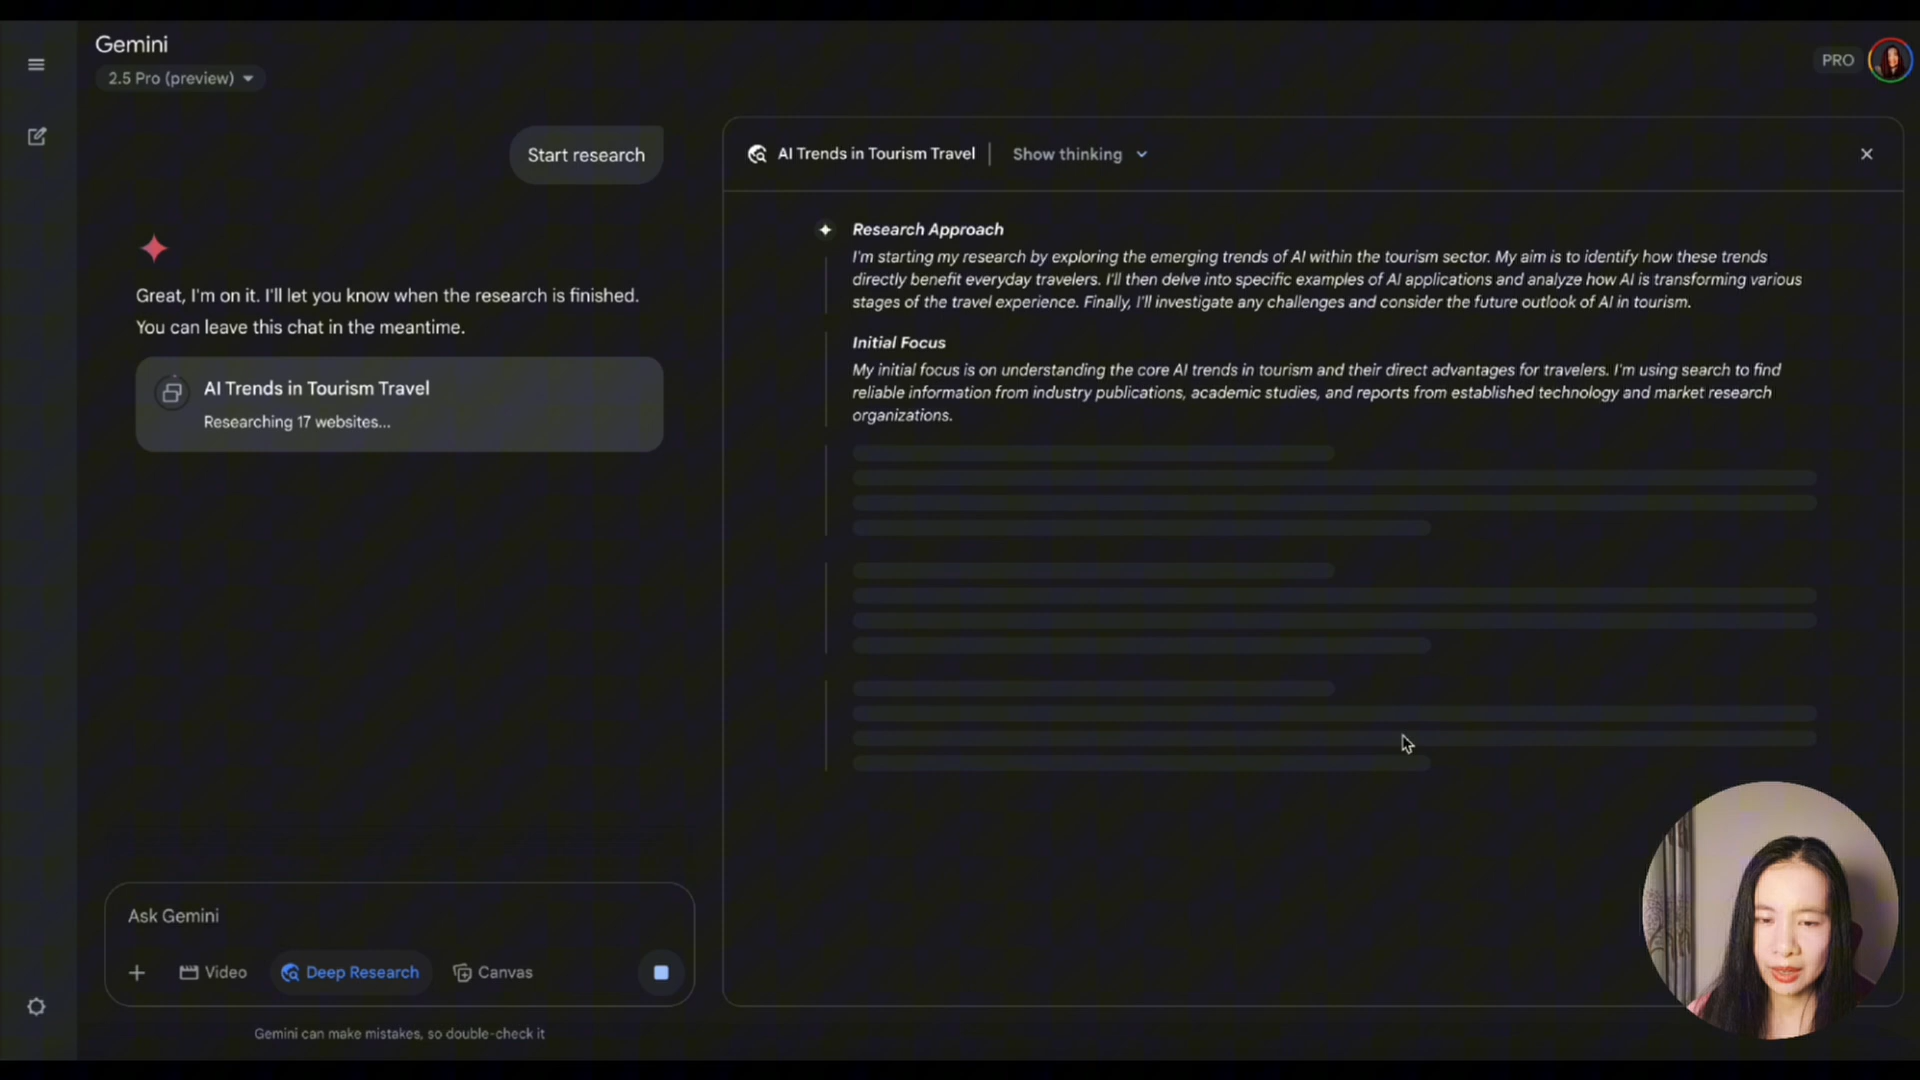 Gemini
2.5 Pro (preview)
PRO
Start research
Great, I'm on it. I'll let you know when the research is finished.
You can leave this chat in the meantime.
AI Trends in Tourism Travel
Researching 17 websites...
Ask Gemini
Video
Deep Research
Canvas
Gemini can make mistakes, so double-check it
AI Trends in Tourism Travel
Show thinking
Research Approach
I'm starting my research by exploring the emerging trends of AI within the tourism sector. My aim is to identify how these trends
directly benefit everyday travelers. I'll then delve into specific examples of AI applications and analyze how AI is transforming various
stages of the travel experience. Finally, I'll investigate any challenges and consider the future outlook of AI in tourism.
Initial Focus
My initial focus is on understanding the core AI trends in tourism and their direct advantages for travelers. I'm using search to find
reliable information from industry publications, academic studies, and reports from established technology and market research
organizations.